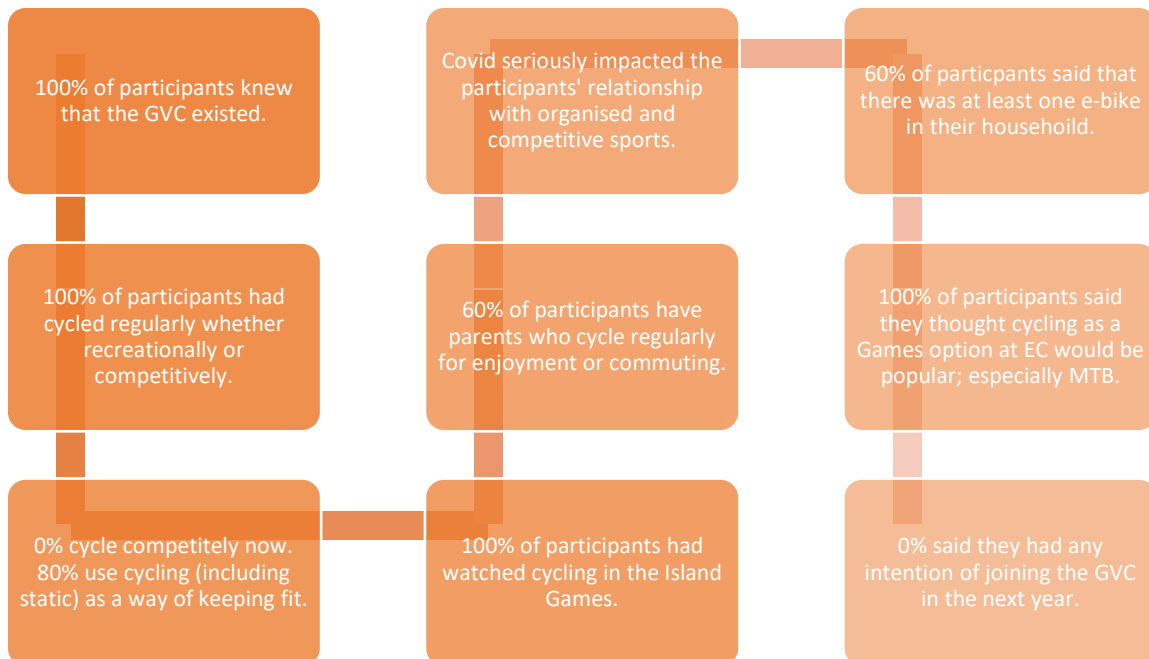 100% of participants knew
that the GVC existed.
100% of participants had
cycled regularly whether
recreationally or
competitively.
0% cycle competitely now.
80% use cycling (including
static) as a way of keeping fit.
100% of participants had
watched cycling in the Island
Games.
60% of participants have
parents who cycle regularly
for enjoyment or commuting.
Covid seriously impacted the
participants' relationship
with organised and
competitive sports.
60% of particpants said that
there was at least one e-bike
in their househoild.
100% of participants said
they thought cycling as a
Games option at EC would be
popular; especially MTB.
0% said they had any
intention of joining the GVC
in the next year.